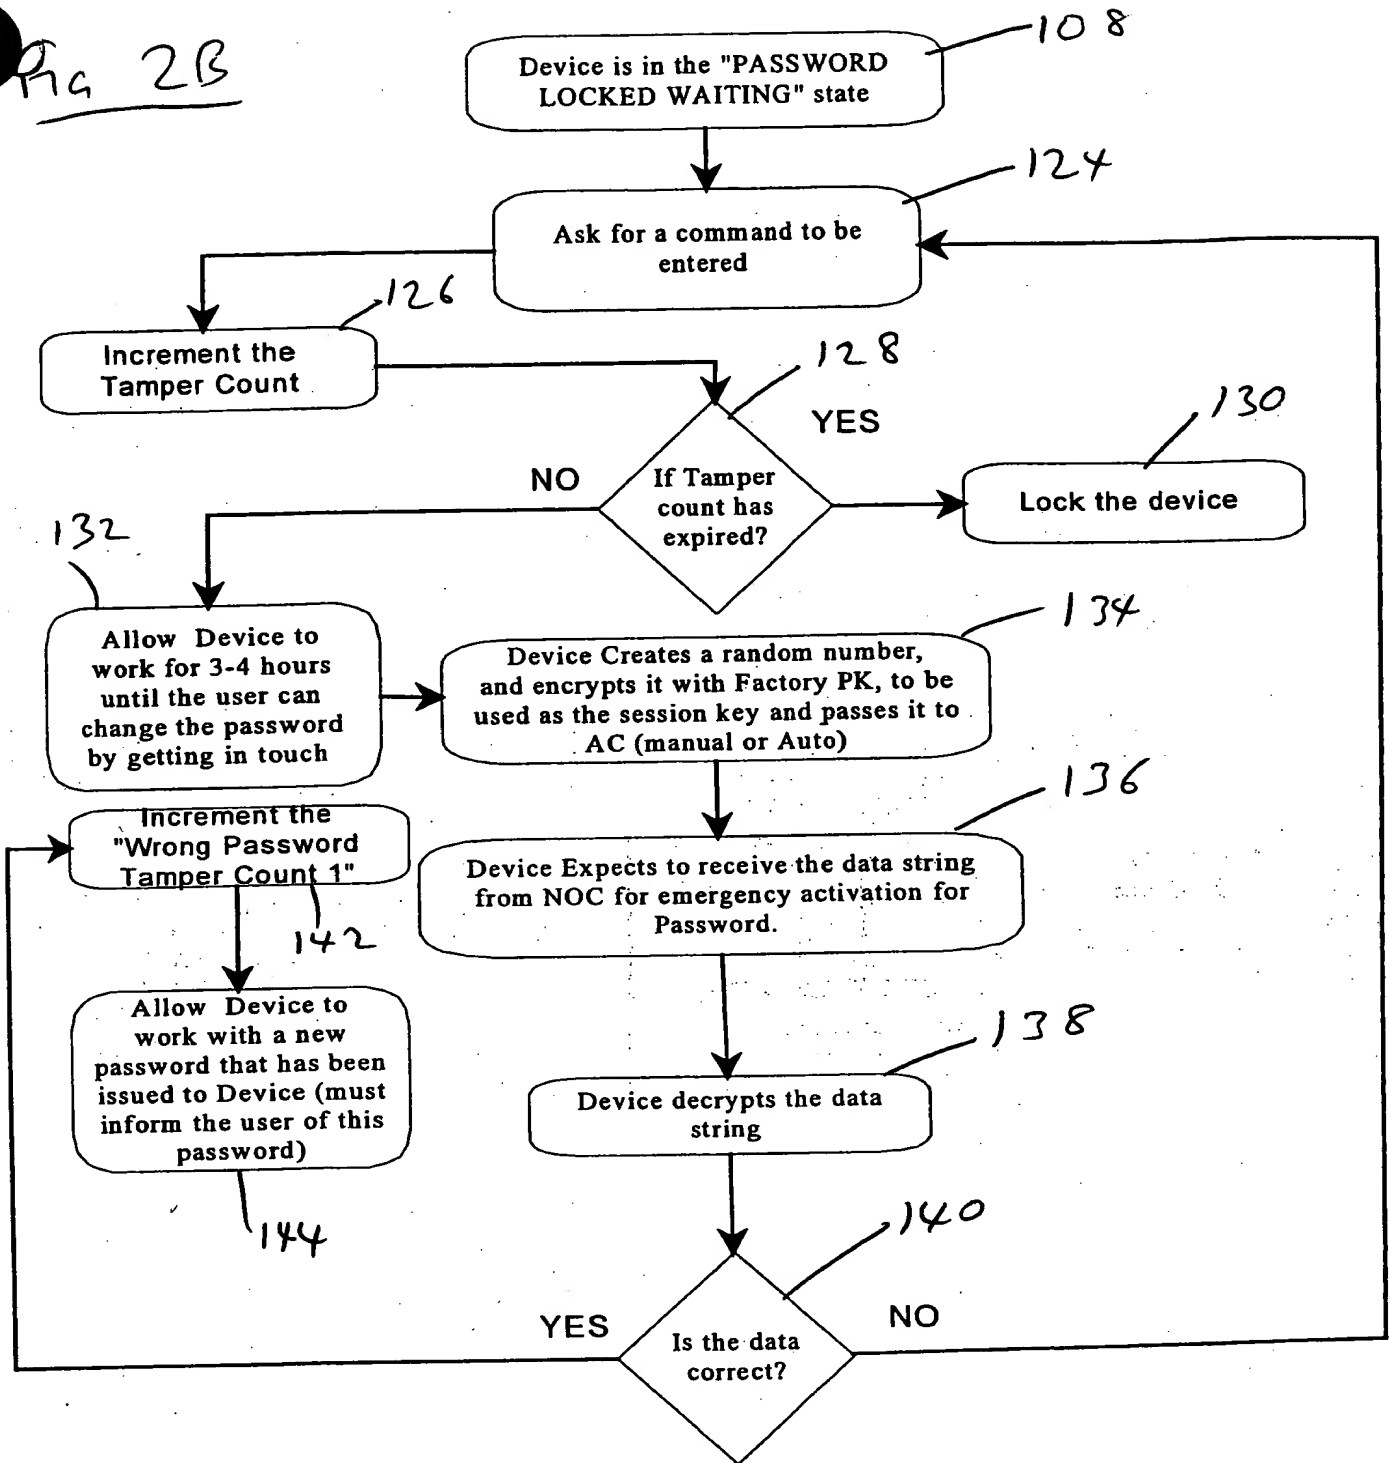 Fig 2B
108
Device is in the "PASSWORD
LOCKED WAITING" state
124
Ask for a command to be
entered
126
Increment the
Tamper Count
128
YES
NO
If Tamper
count has
expired?
130
Lock the device
132
Allow Device to
work for 3-4 hours
until the user can
change the password
by getting in touch
134
Device Creates a random number,
and encrypts it with Factory PK, to be
used as the session key and passes it to
AC (manual or Auto)
136
Device Expects to receive the data string
from NOC for emergency activation for
Password.
Increment the
"Wrong Password
Tamper Count 1"
142
Allow Device to
work with a new
password that has been
issued to Device (must
inform the user of this
password)
144
138
Device decrypts the data
string
140
YES
NO
Is the data
correct?